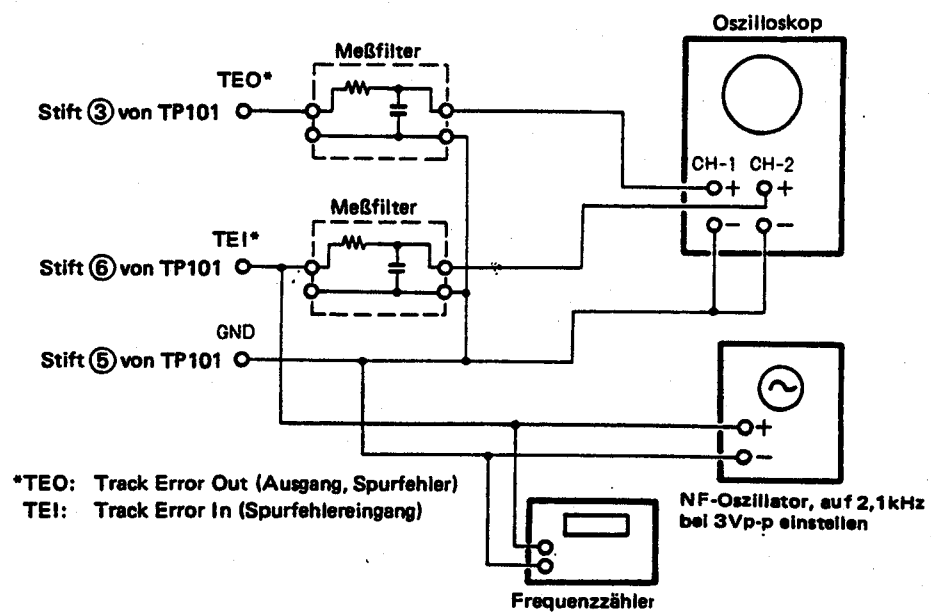 Oszilloskop
Meßfilter
TEO*
Stift ③ von TP101
CH-1 CH-2
+ +
- -
Meßfilter
TEI*
Stift ⑥ von TP101
GND
Stift ⑤ von TP101
+
-
*TEO: Track Error Out (Ausgang, Spurfehler)
TEI: Track Error In (Spurfehlereingang)
NF-Oszillator, auf 2,1kHz
bei 3Vp-p einstellen
Frequenzzähler